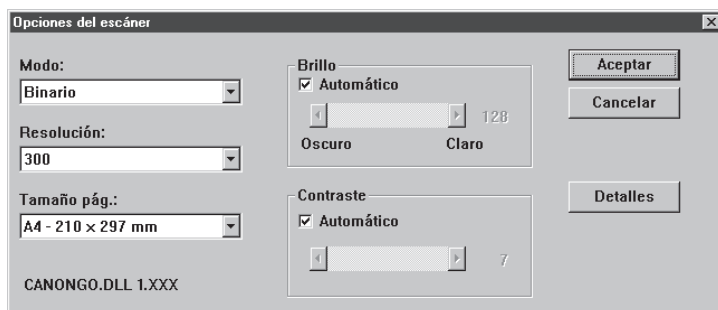 Opciones del escáner
Modo:
Binario
Resolución:
300
Tamaño pág.:
A4 - 210 x 297 mm
CANONGO.DLL 1.XXX
Brillo
Automático
128
Oscuro Claro
Contraste
Automático
7
Aceptar
Cancelar
Detalles